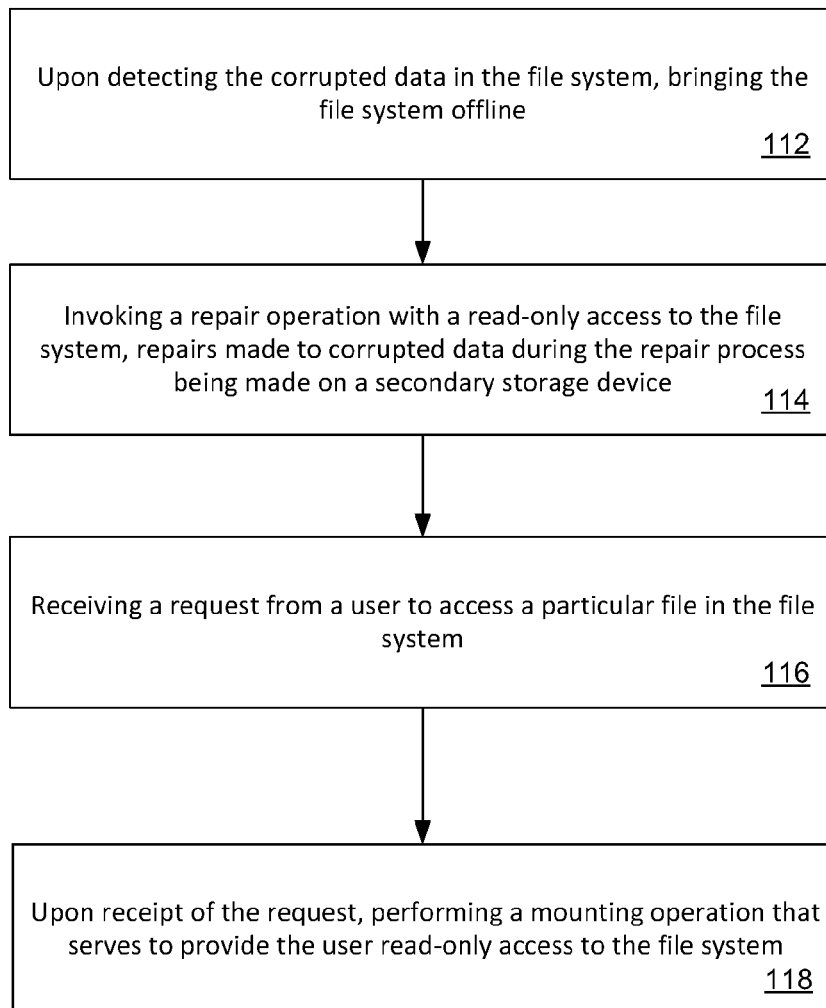 Upon detecting the corrupted data in the file system, bringing the
file system offline
112
Invoking a repair operation with a read-only access to the file
system, repairs made to corrupted data during the repair process
being made on a secondary storage device
114
Receiving a request from a user to access a particular file in the file
system
116
Upon receipt of the request, performing a mounting operation that
serves to provide the user read-only access to the file system
118